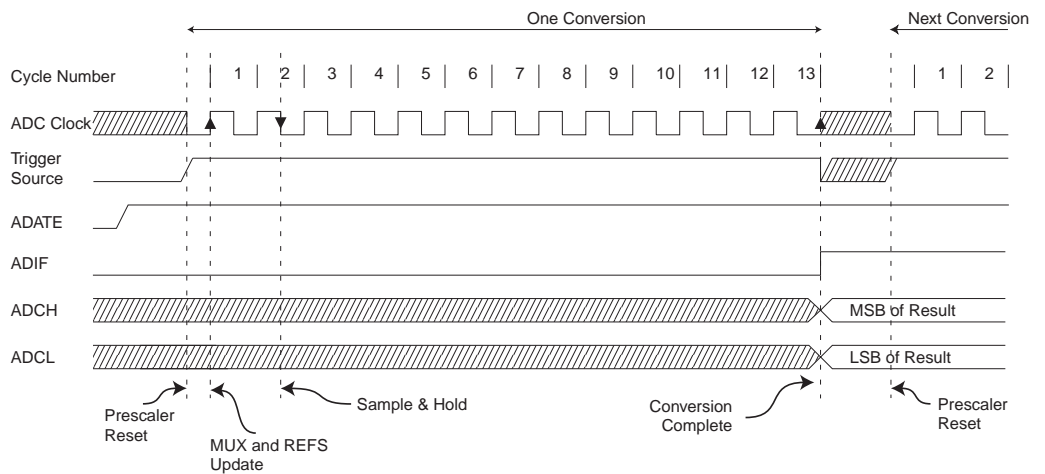 One Conversion Next Conversion
Cycle Number 1 2 3 4 5 6 7 8 9 10 11 12 13 1 2
ADC Clock
Trigger
Source
ADATE
ADIF
ADCH MSB of Result
ADCL LSB of Result
Prescaler
Reset
MUX and REFS
Update
Sample & Hold
Conversion
Complete
Prescaler
Reset